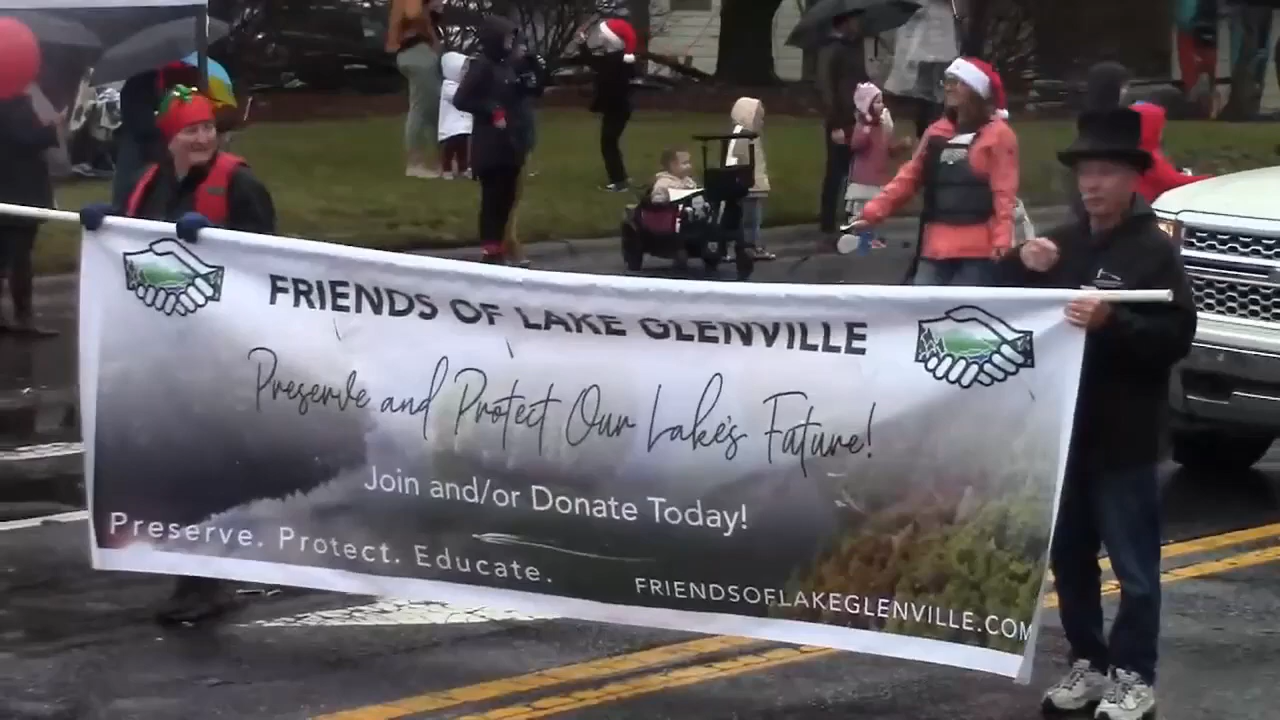 FRIENDS OF LAKE GLENVILLE
Preserve and Protect Our Lake's Future!
Join and/or Donate Today!
Preserve. Protect. Educate.
FRIENDSOFLAKEGLENVILLE.COM